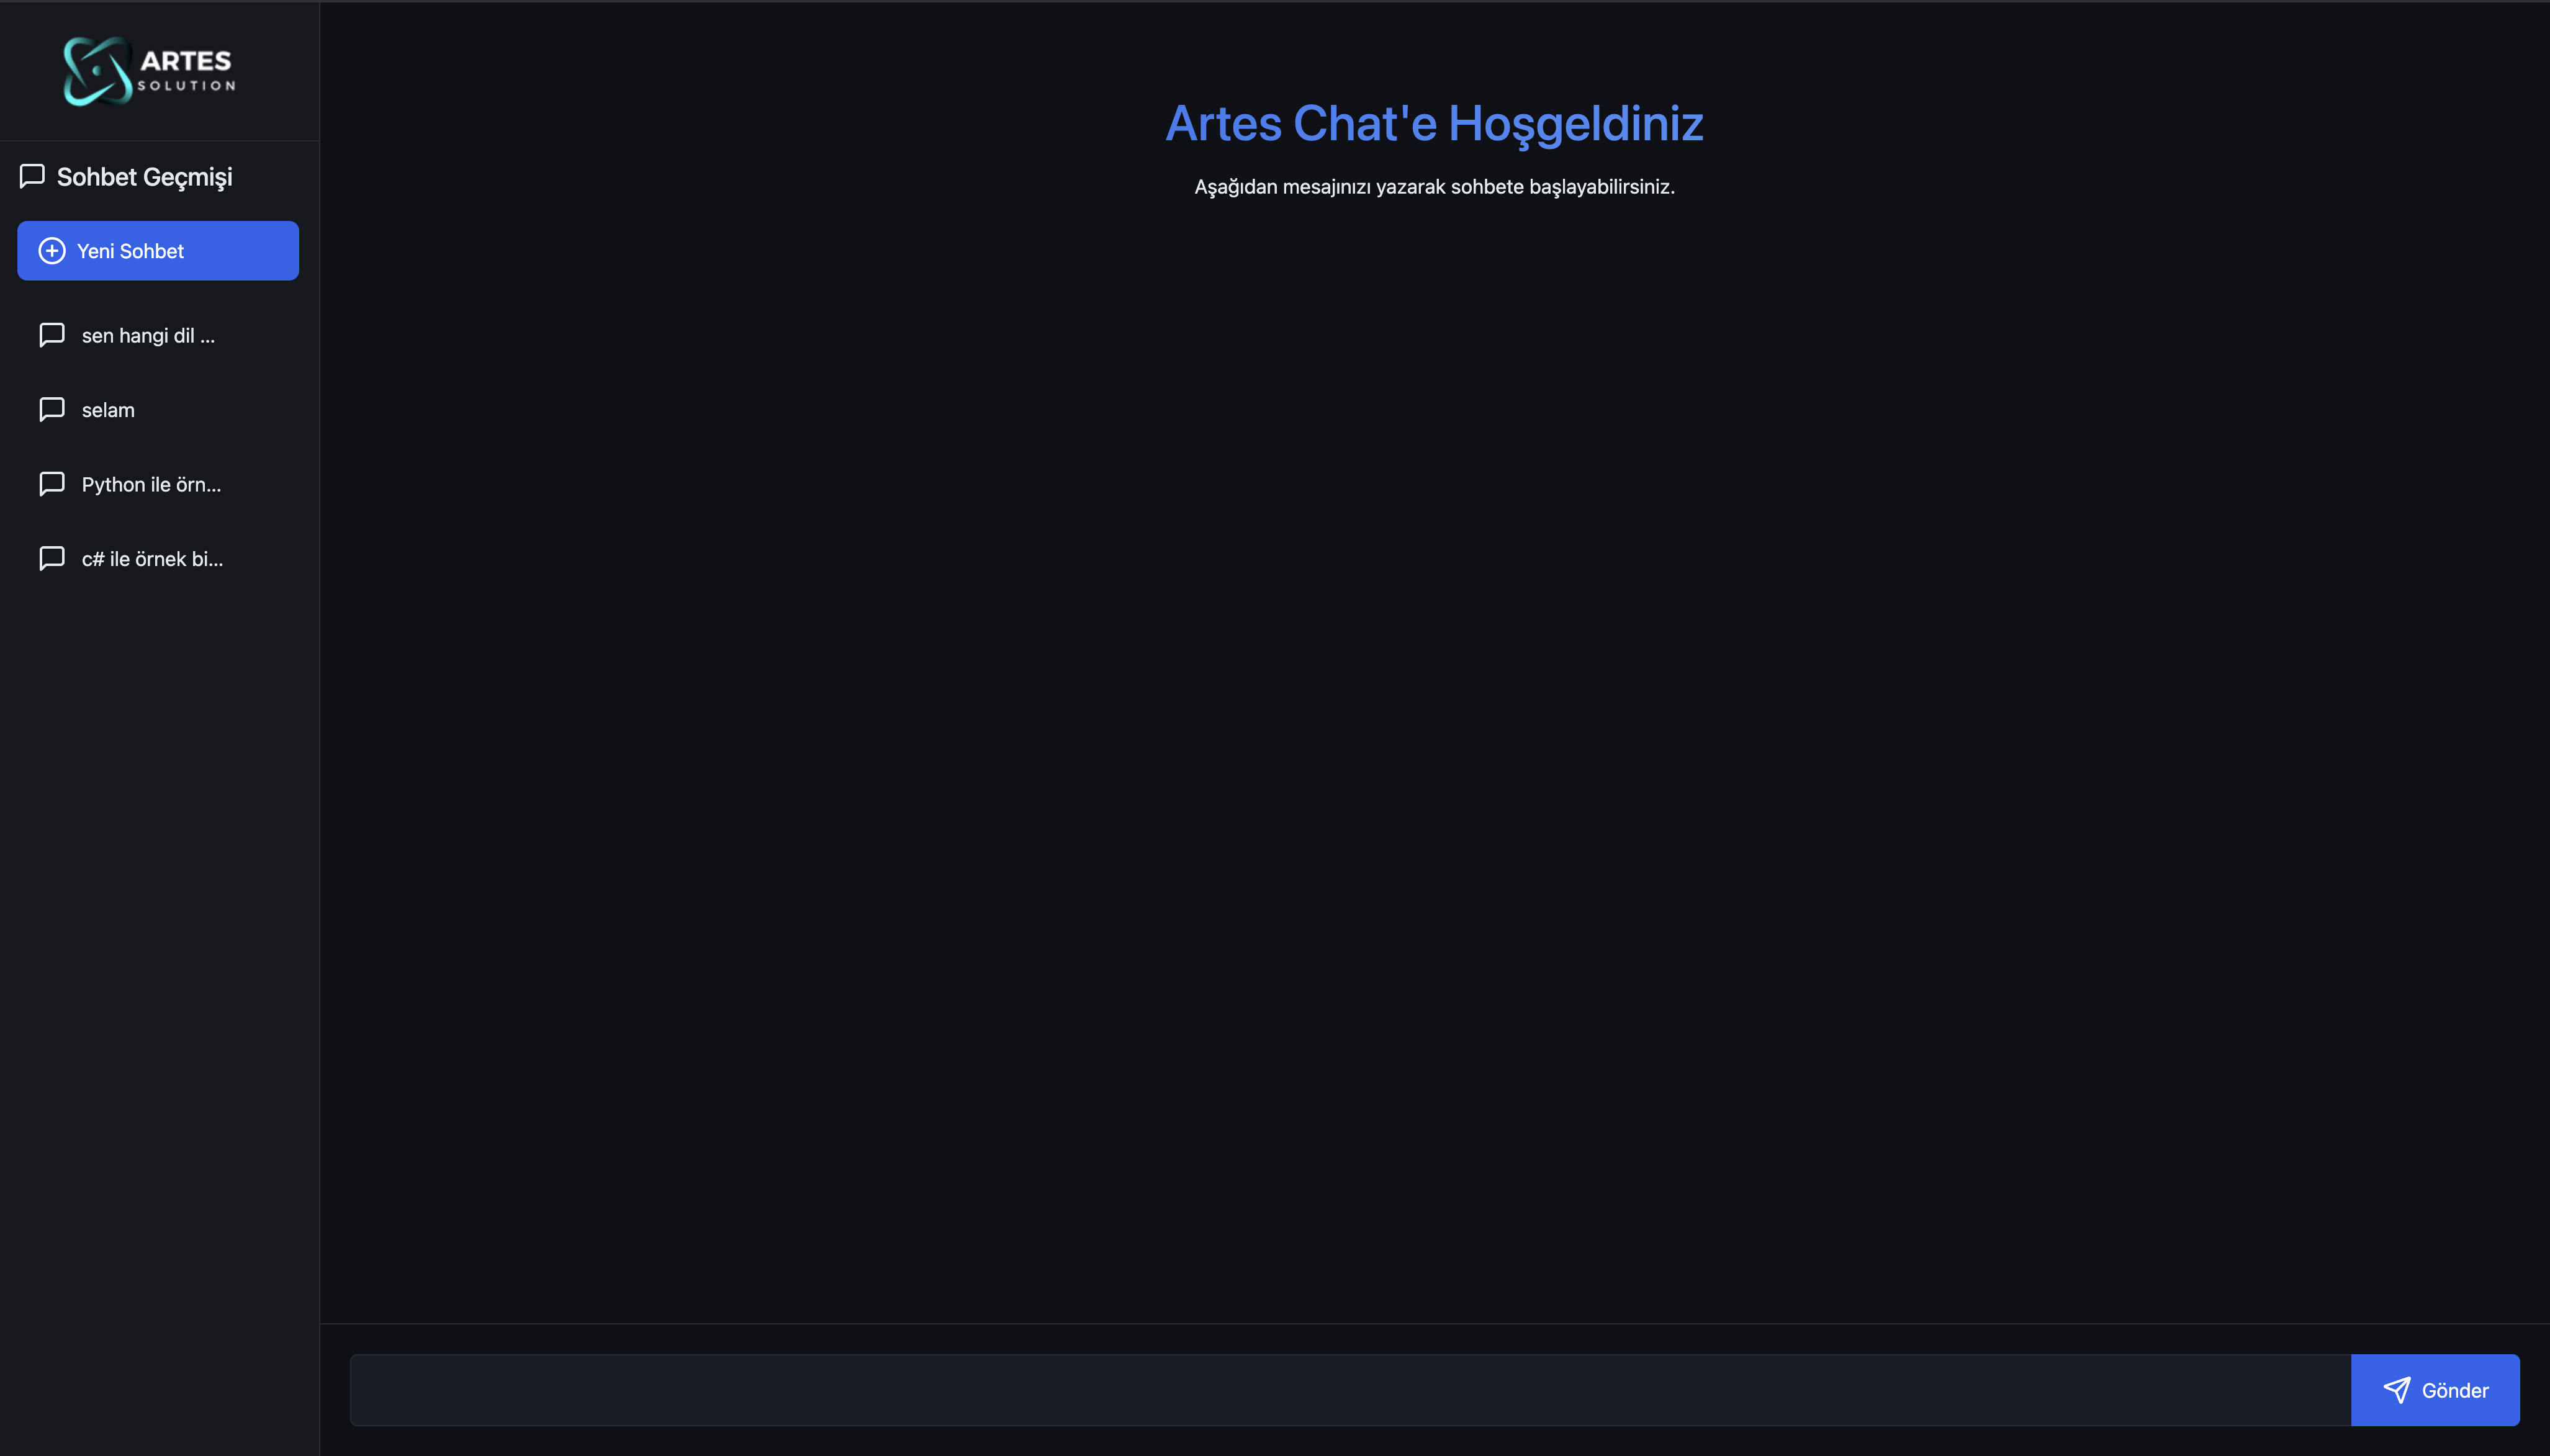 ARTES
SOLUTION
Sohbet Geçmişi
Yeni Sohbet
sen hangi dil ...
selam
Python ile örn...
c# ile örnek bi...
Artes Chat'e Hoşgeldiniz
Aşağıdan mesajınızı yazarak sohbete başlayabilirsiniz.
Gönder